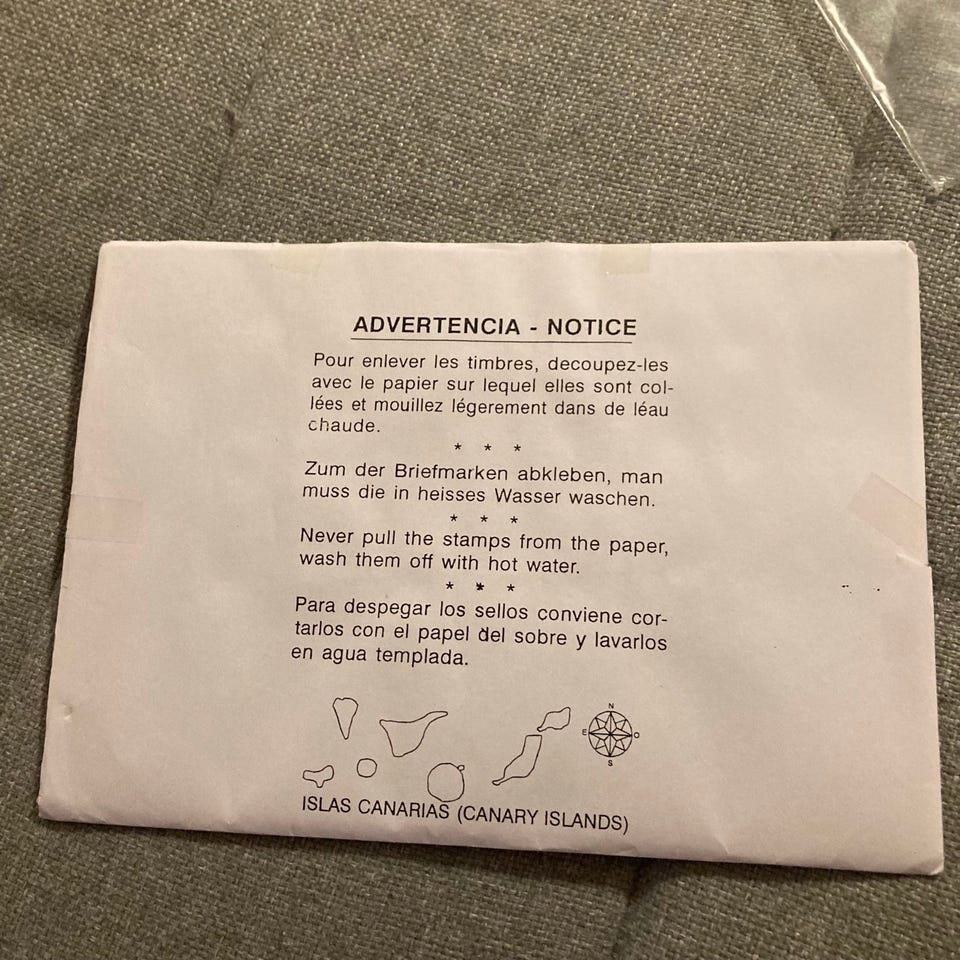 ADVERTENCIA - NOTICE
Pour enlever les timbres, decoupez-les
avec le papier sur lequel elles sont col-
lées et mouillez légerement dans de léau
chaude.
* * *
Zum der Briefmarken abkleben, man
muss die in heisses Wasser waschen.
* * *
Never pull the stamps from the paper,
wash them off with hot water.
* * *
Para despegar los sellos conviene cor-
tarlos con el papel del sobre y lavarlos
en agua templada.
N
E O
S
ISLAS CANARIAS (CANARY ISLANDS)